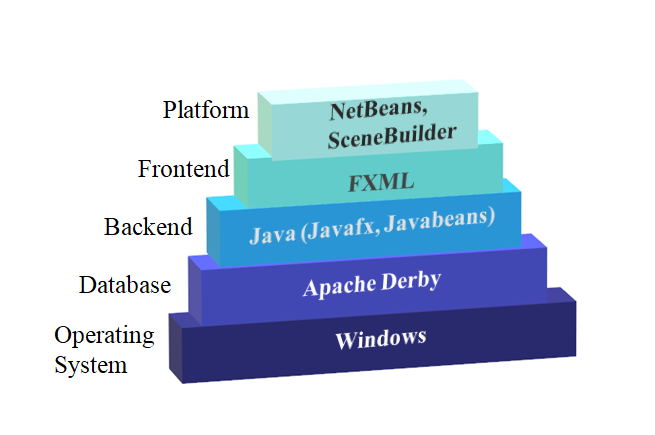 Platform
NetBeans,
SceneBuilder
Frontend
FXML
Backend
Java (Javafx, Javabeans)
Database
Apache Derby
Operating
System
Windows